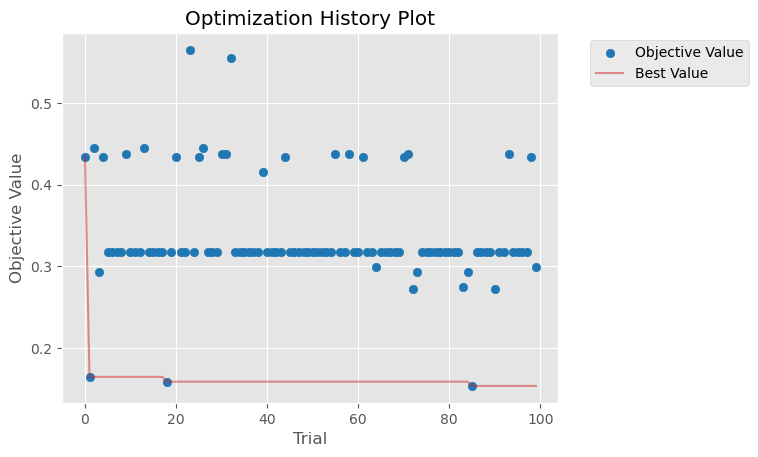 Optimization History Plot
Objective Value
Best Value
Objective Value
0.5
0.4
0.3
0.2
0 20 40 60 80 100
Trial